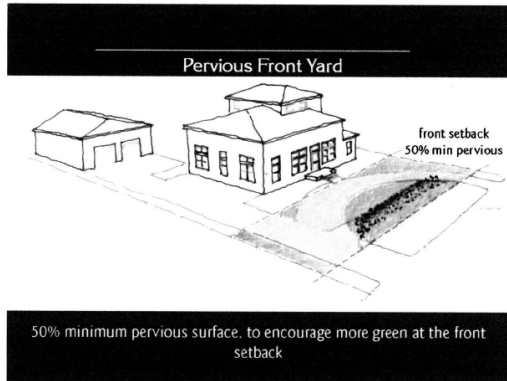 Pervious Front Yard
front setback
50% min pervious
50% minimum pervious surface, to encourage more green at the front
setback